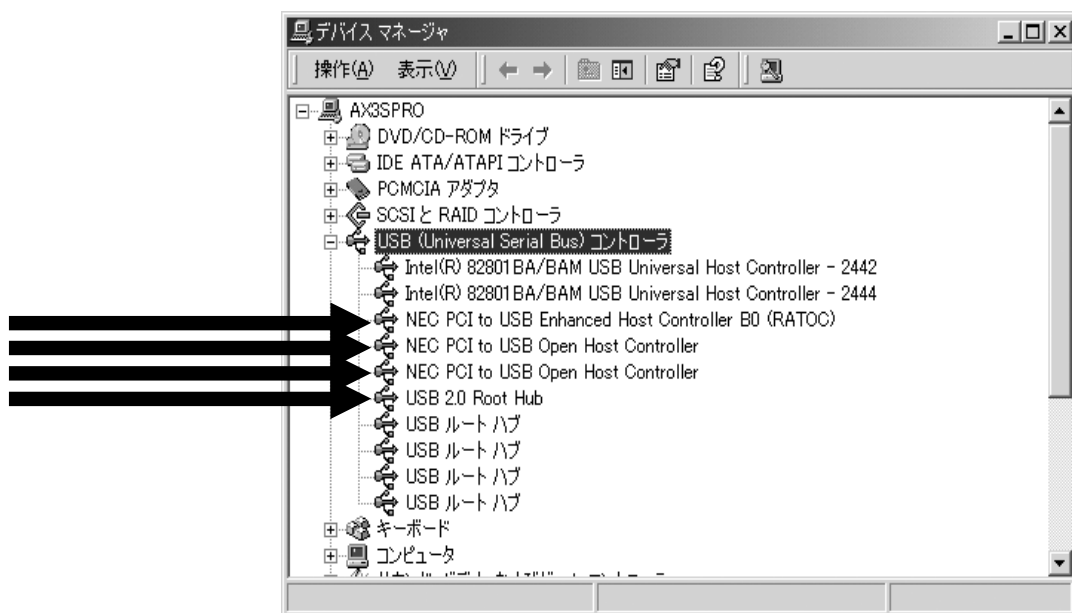 デバイス マネージャ
操作(A) 表示(V)
AX3SPRO
DVD/CD-ROM ドライブ
IDE ATA/ATAPI コントローラ
PCMCIA アダプタ
SCSI と RAID コントローラ
USB (Universal Serial Bus) コントローラ
Intel(R) 82801BA/BAM USB Universal Host Controller - 2442
Intel(R) 82801BA/BAM USB Universal Host Controller - 2444
NEC PCI to USB Enhanced Host Controller B0 (RATOC)
NEC PCI to USB Open Host Controller
NEC PCI to USB Open Host Controller
USB 2.0 Root Hub
USB ルート ハブ
USB ルート ハブ
USB ルート ハブ
USB ルート ハブ
キーボード
コンピュータ